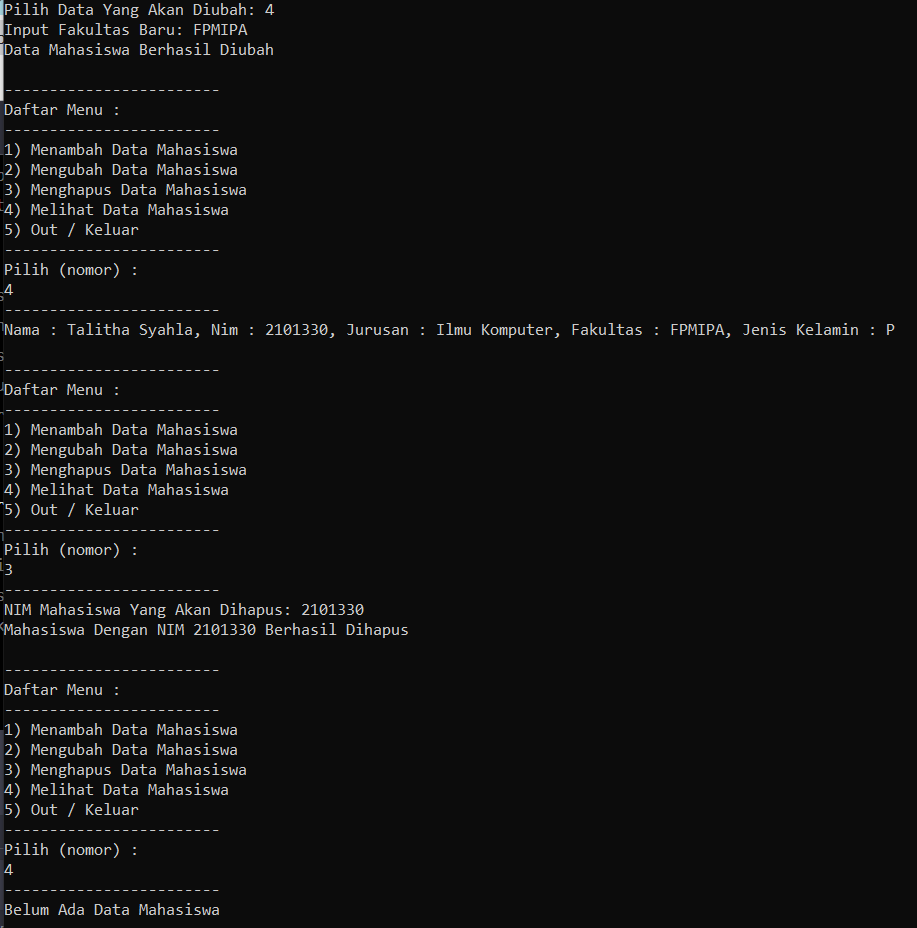 Pilih Data Yang Akan Diubah: 4
Input Fakultas Baru: FPMIPA
Data Mahasiswa Berhasil Diubah
------------------------
Daftar Menu :
------------------------
1) Menambah Data Mahasiswa
2) Mengubah Data Mahasiswa
3) Menghapus Data Mahasiswa
4) Melihat Data Mahasiswa
5) Out / Keluar
------------------------
Pilih (nomor) :
4
------------------------
Nama : Talitha Syahla, Nim : 2101330, Jurusan : Ilmu Komputer, Fakultas : FPMIPA, Jenis Kelamin : P
------------------------
Daftar Menu :
------------------------
1) Menambah Data Mahasiswa
2) Mengubah Data Mahasiswa
3) Menghapus Data Mahasiswa
4) Melihat Data Mahasiswa
5) Out / Keluar
------------------------
Pilih (nomor) :
3
------------------------
NIM Mahasiswa Yang Akan Dihapus: 2101330
Mahasiswa Dengan NIM 2101330 Berhasil Dihapus
------------------------
Daftar Menu :
------------------------
1) Menambah Data Mahasiswa
2) Mengubah Data Mahasiswa
3) Menghapus Data Mahasiswa
4) Melihat Data Mahasiswa
5) Out / Keluar
------------------------
Pilih (nomor) :
4
------------------------
Belum Ada Data Mahasiswa